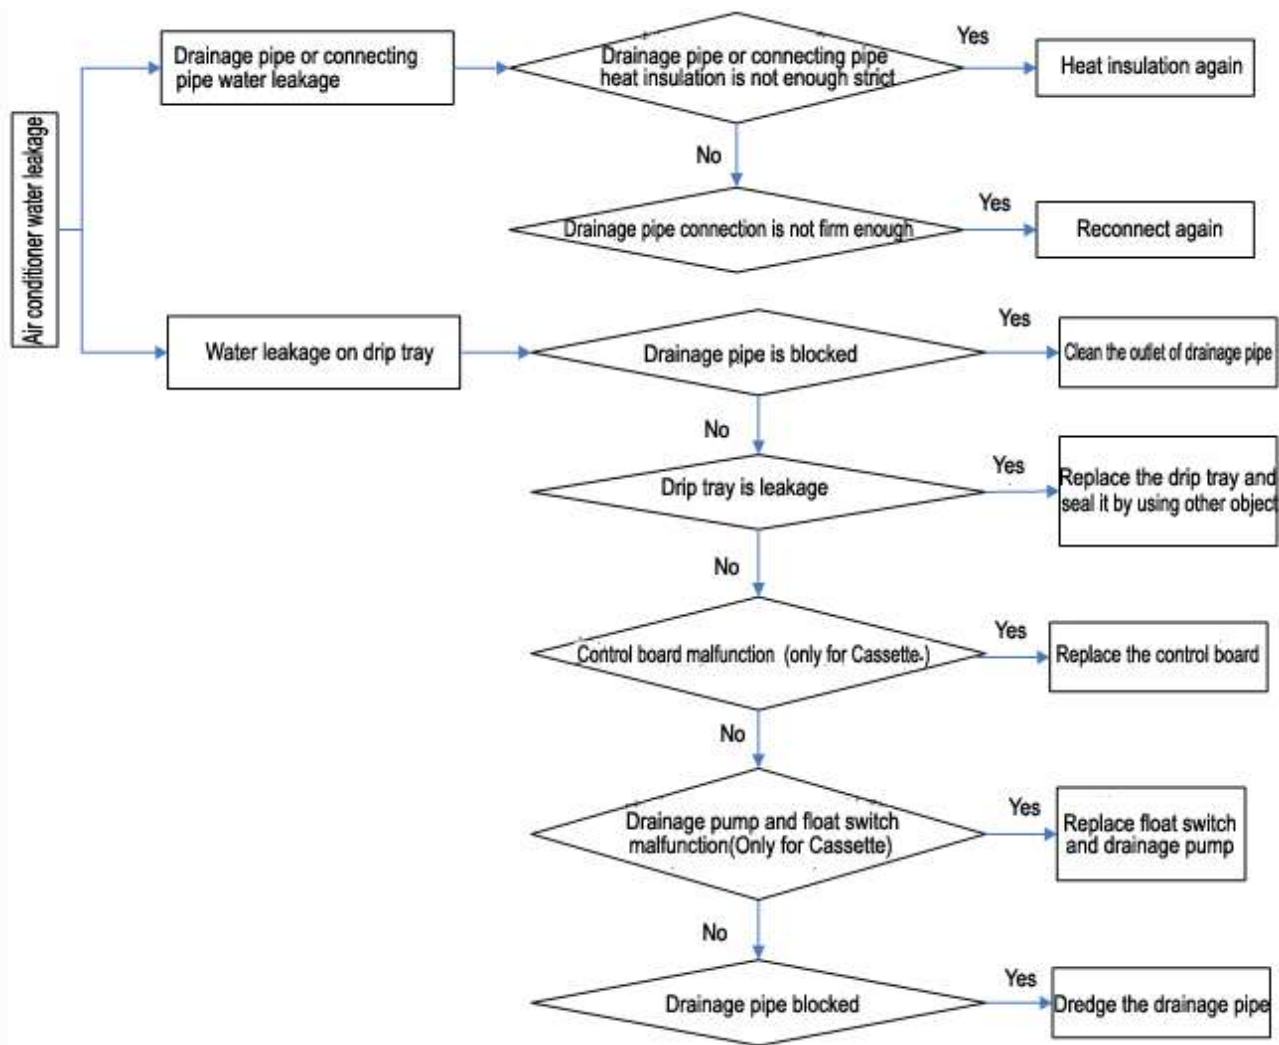 Air conditioner water leakage
Drainage pipe or connecting
pipe water leakage
Drainage pipe or connecting pipe
heat insulation is not enough strict
Yes
Heat insulation again
No
Drainage pipe connection is not firm enough
Yes
Reconnect again
Water leakage on drip tray
Drainage pipe is blocked
Yes
Clean the outlet of drainage pipe
No
Drip tray is leakage
Yes
Replace the drip tray and
seal it by using other object
No
Control board malfunction (only for Cassette.)
Yes
Replace the control board
No
Drainage pump and float switch
malfunction(Only for Cassette)
Yes
Replace float switch
and drainage pump
No
Drainage pipe blocked
Yes
Dredge the drainage pipe